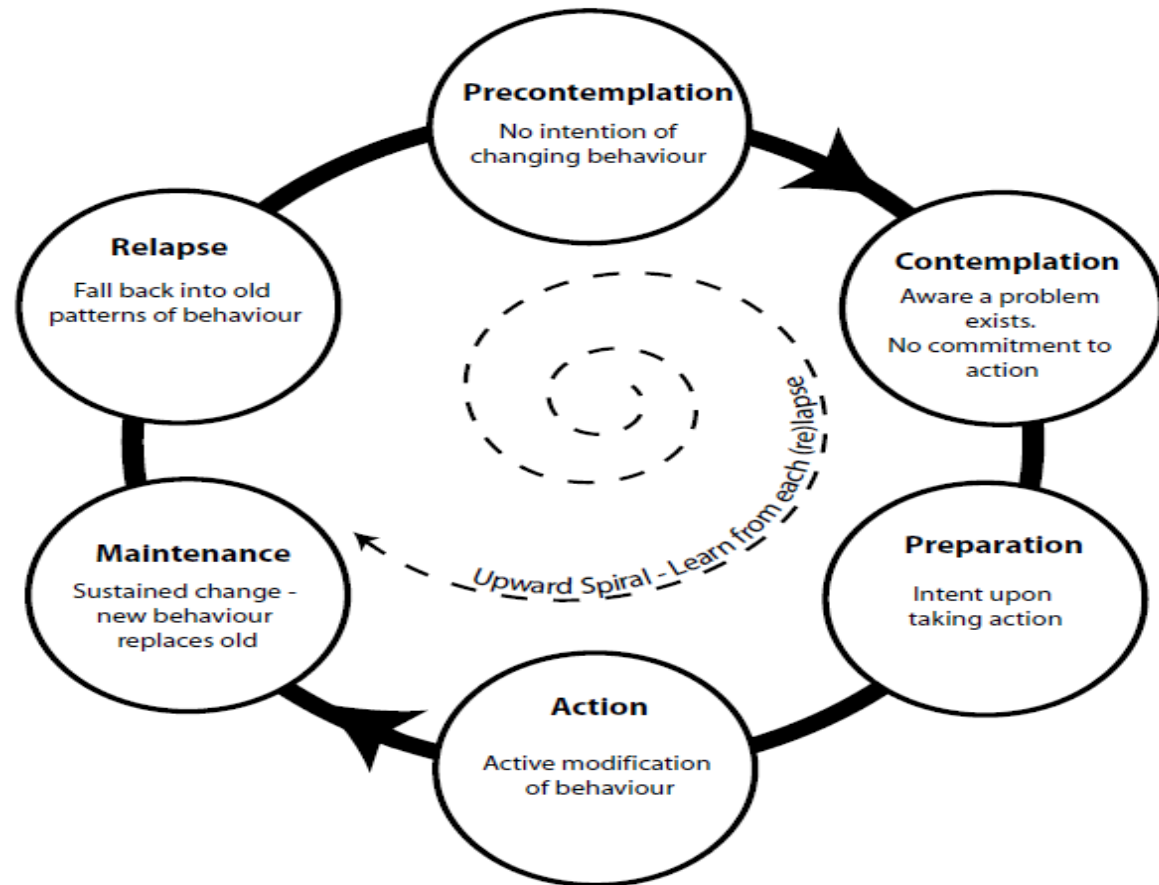 Precontemplation
No intention of
changing behaviour
Contemplation
Aware a problem
exists.
No commitment to
action
Preparation
Intent upon
taking action
Action
Active modification
of behaviour
Maintenance
Sustained change -
new behaviour
replaces old
Relapse
Fall back into old
patterns of behaviour
Upward Spiral - Learn from each (re)lapse